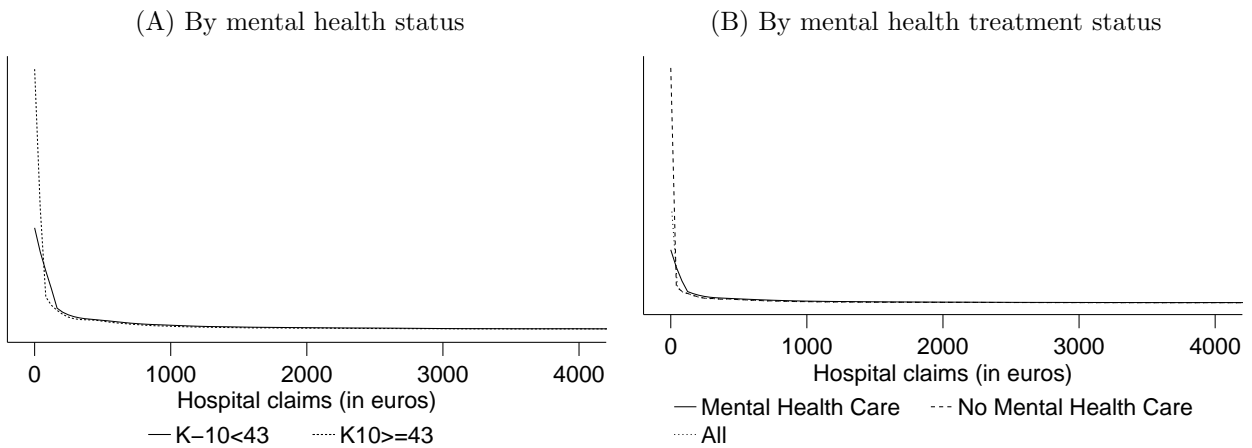 (A) By mental health status
0 1000 2000 3000 4000
Hospital claims (in euros)
K−10<43 K10>=43
(B) By mental health treatment status
0 1000 2000 3000 4000
Hospital claims (in euros)
Mental Health Care No Mental Health Care
All